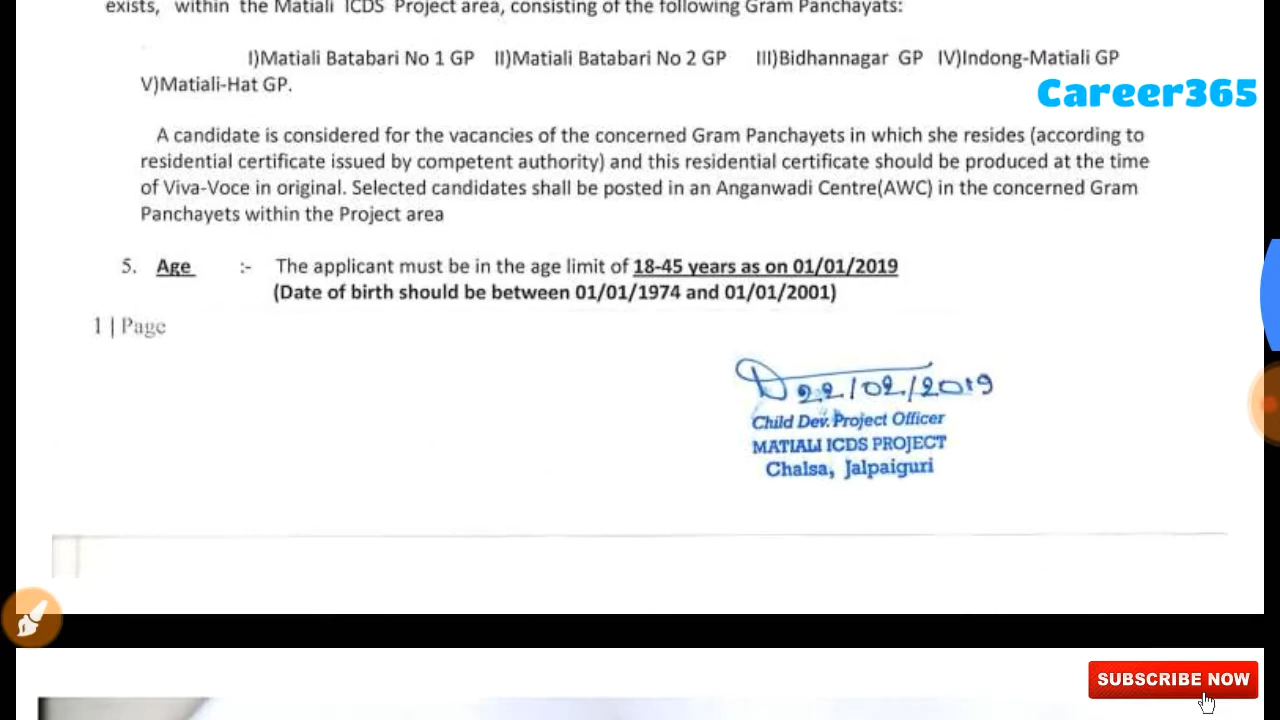 exists, within the Matiali ICDS Project area, consisting of the following Gram Panchayats:
I)Matiali Batabari No 1 GP II)Matiali Batabari No 2 GP III)Bidhannagar GP IV)Indong-Matiali GP
V)Matiali-Hat GP.
Career365
A candidate is considered for the vacancies of the concerned Gram Panchayets in which she resides (according to
residential certificate issued by competent authority) and this residential certificate should be produced at the time
of Viva-Voce in original. Selected candidates shall be posted in an Anganwadi Centre(AWC) in the concerned Gram
Panchayets within the Project area
5. Age :- The applicant must be in the age limit of 18-45 years as on 01/01/2019
(Date of birth should be between 01/01/1974 and 01/01/2001)
1 | Page
22/02/2019
Child Dev. Project Officer
MATIALI ICDS PROJECT
Chalsa, Jalpaiguri
SUBSCRIBE NOW